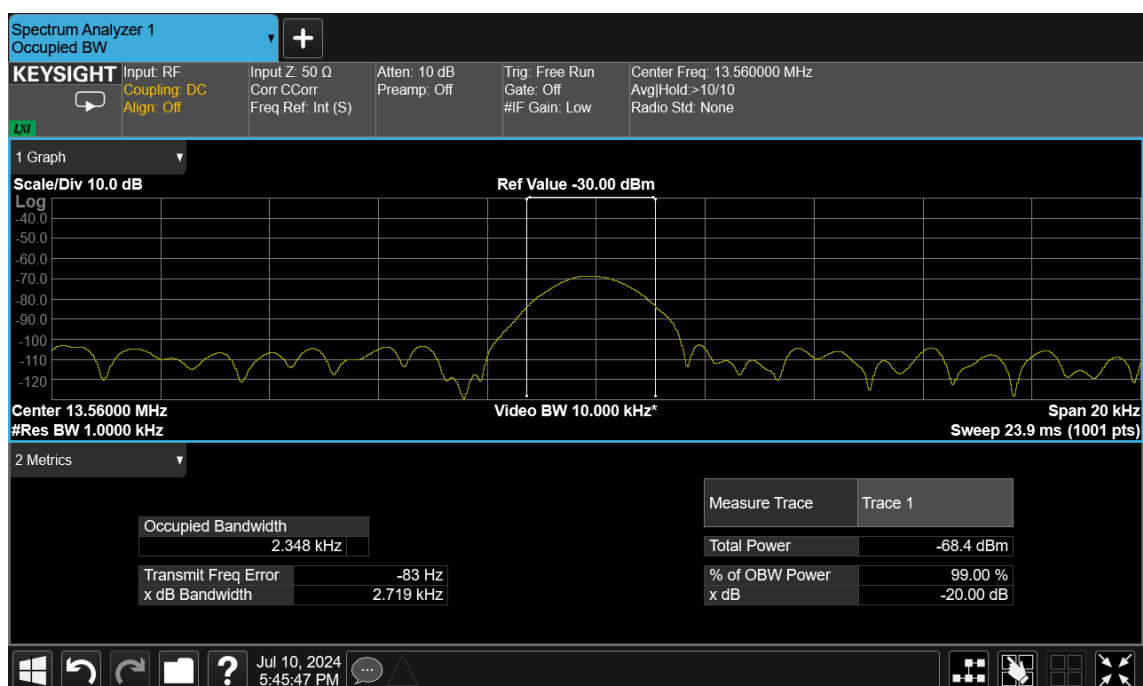 Spectrum Analyzer 1
Occupied BW
KEYSIGHT
LXI
Input: RF
Coupling: DC
Align: Off
Input Z: 50 Ω
Corr CCorr
Freq Ref: Int (S)
Atten: 10 dB
Preamp: Off
Trig: Free Run
Gate: Off
#IF Gain: Low
Center Freq: 13.560000 MHz
Avg|Hold:>10/10
Radio Std: None
1 Graph
Scale/Div 10.0 dB
Ref Value -30.00 dBm
Log
-40.0
-50.0
-60.0
-70.0
-80.0
-90.0
-100
-110
-120
Center 13.56000 MHz
Video BW 10.000 kHz*
Span 20 kHz
#Res BW 1.0000 kHz
Sweep 23.9 ms (1001 pts)
2 Metrics
Occupied Bandwidth
2.348 kHz
Transmit Freq Error -83 Hz
x dB Bandwidth 2.719 kHz
Measure Trace Trace 1
Total Power -68.4 dBm
% of OBW Power 99.00 %
x dB -20.00 dB
?
Jul 10, 2024
5:45:47 PM